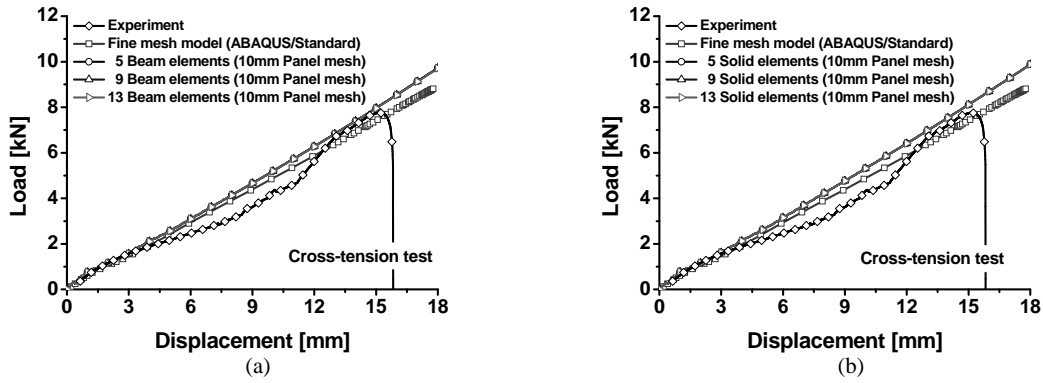 Experiment
Fine mesh model (ABAQUS/Standard)
5 Beam elements (10mm Panel mesh)
9 Beam elements (10mm Panel mesh)
13 Beam elements (10mm Panel mesh)
12
10
8
6
4
2
0
Load [kN]
Cross-tension test
0 3 6 9 12 15 18
Displacement [mm]
(a)
Experiment
Fine mesh model (ABAQUS/Standard)
5 Solid elements (10mm Panel mesh)
9 Solid elements (10mm Panel mesh)
13 Solid elements (10mm Panel mesh)
12
10
8
6
4
2
0
Load [kN]
Cross-tension test
0 3 6 9 12 15 18
Displacement [mm]
(b)